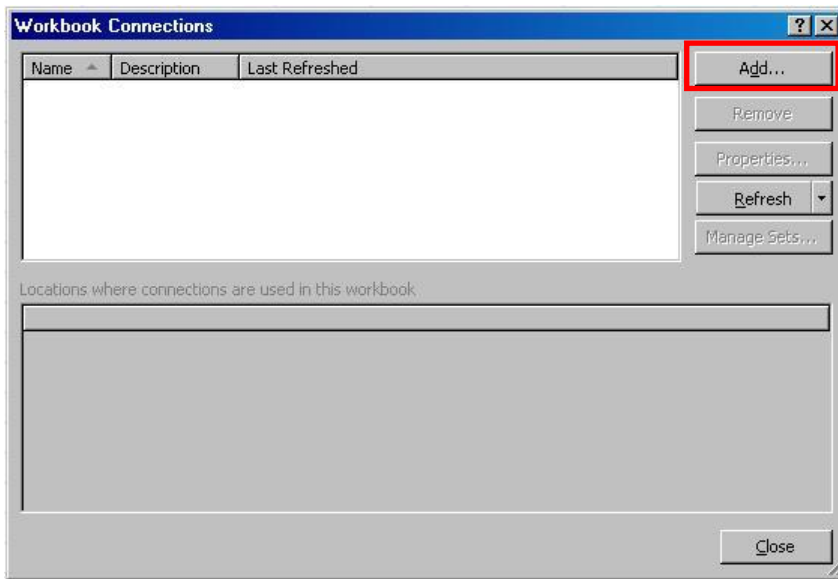 Workbook Connections
Name Description Last Refreshed
Add...
Remove
Properties...
Refresh
Manage Sets...
Locations where connections are used in this workbook
Close